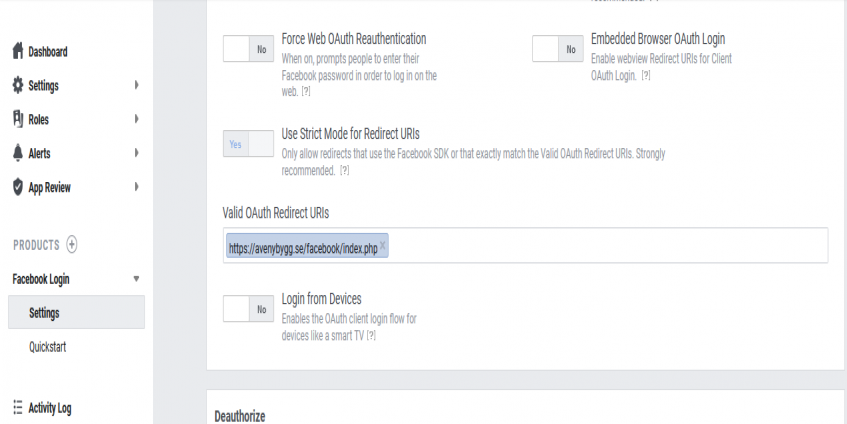 Dashboard
Settings
Roles
Alerts
App Review
PRODUCTS
Facebook Login
Settings
Quickstart
Activity Log
No
Force Web OAuth Reauthentication
When on, prompts people to enter their
Facebook password in order to log in on the
web. [?]
No
Embedded Browser OAuth Login
Enable webview Redirect URIs for Client
OAuth Login. [?]
Yes
Use Strict Mode for Redirect URIs
Only allow redirects that use the Facebook SDK or that exactly match the Valid OAuth Redirect URIs. Strongly
recommended. [?]
Valid OAuth Redirect URIs
https://avenybygg.se/facebook/index.php ×
No
Login from Devices
Enables the OAuth client login flow for
devices like a smart TV [?]
Deauthorize